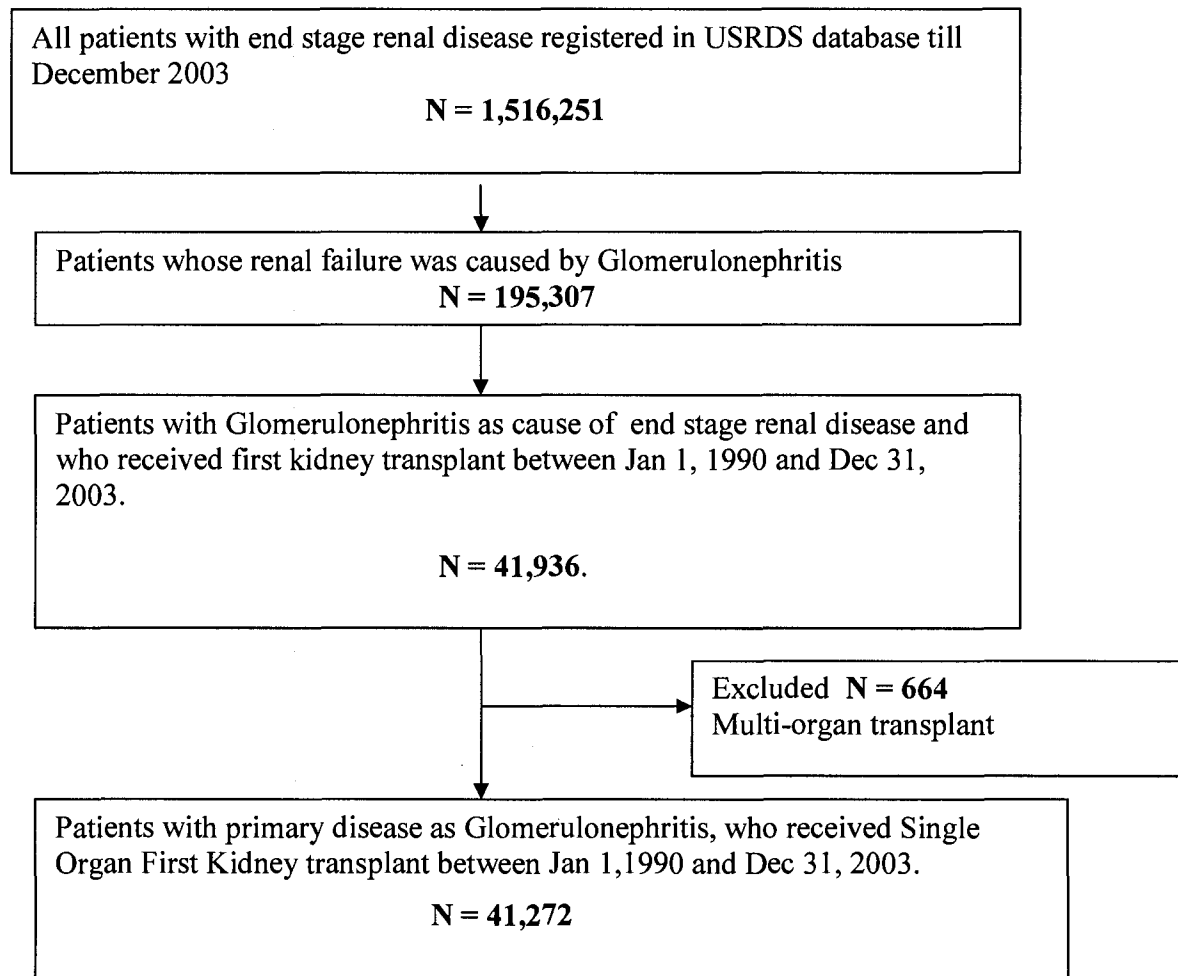 All patients with end stage renal disease registered in USRDS database till
December 2003
N = 1,516,251
Patients whose renal failure was caused by Glomerulonephritis
N = 195,307
Patients with Glomerulonephritis as cause of end stage renal disease and
who received first kidney transplant between Jan 1, 1990 and Dec 31,
2003.
N = 41,936.
Excluded N = 664
Multi-organ transplant
Patients with primary disease as Glomerulonephritis, who received Single
Organ First Kidney transplant between Jan 1,1990 and Dec 31, 2003.
N = 41,272